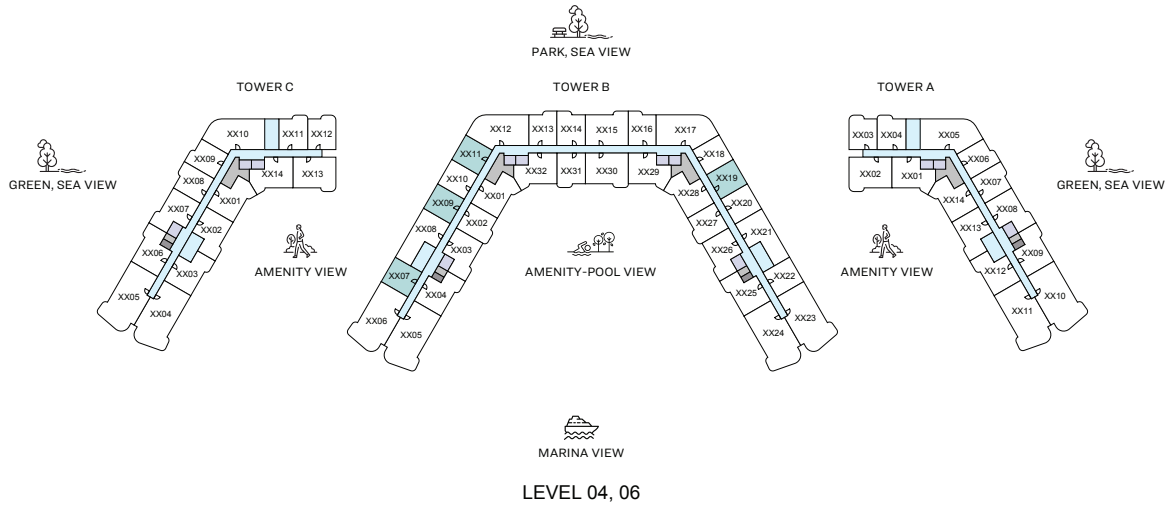 PARK, SEA VIEW
TOWER C
TOWER B
TOWER A
GREEN, SEA VIEW
GREEN, SEA VIEW
XX10
XX11
XX12
XX09
XX14
XX13
XX08
XX01
XX07
XX02
XX06
XX03
XX05
XX04
AMENITY VIEW
XX12
XX13
XX14
XX15
XX16
XX17
XX11
XX32
XX31
XX30
XX29
XX18
XX10
XX01
XX28
XX19
XX09
XX02
XX27
XX20
XX08
XX03
XX26
XX21
XX07
XX04
XX25
XX22
XX06
XX05
XX24
XX23
AMENITY-POOL VIEW
XX03
XX04
XX05
XX02
XX01
XX06
XX14
XX07
XX13
XX08
XX12
XX09
XX11
XX10
AMENITY VIEW
MARINA VIEW
LEVEL 04, 06